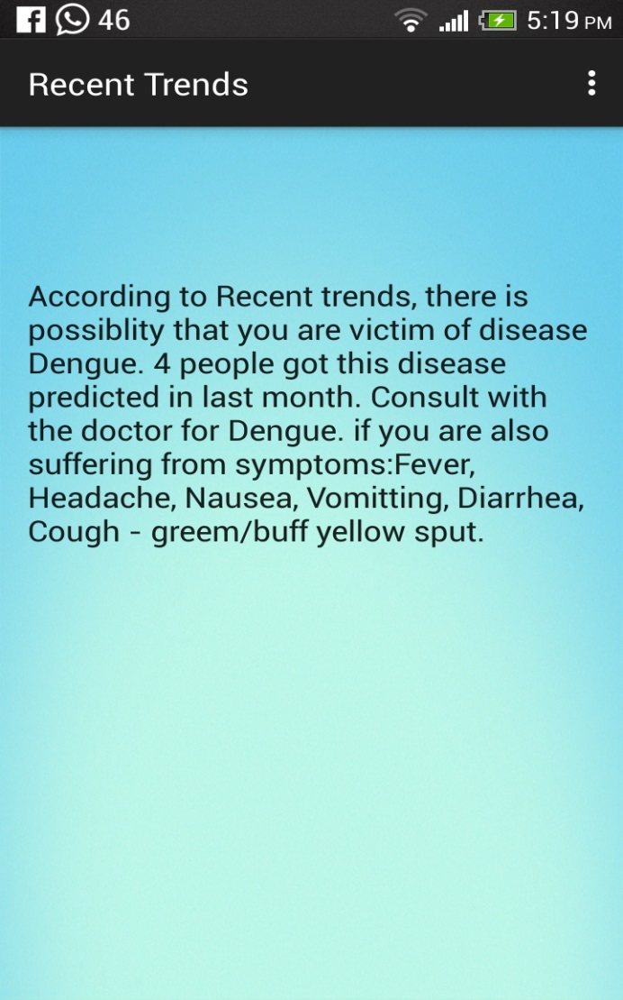 46
5:19 PM
Recent Trends
According to Recent trends, there is
possiblity that you are victim of disease
Dengue. 4 people got this disease
predicted in last month. Consult with
the doctor for Dengue. if you are also
suffering from symptoms:Fever,
Headache, Nausea, Vomitting, Diarrhea,
Cough - greem/buff yellow sput.